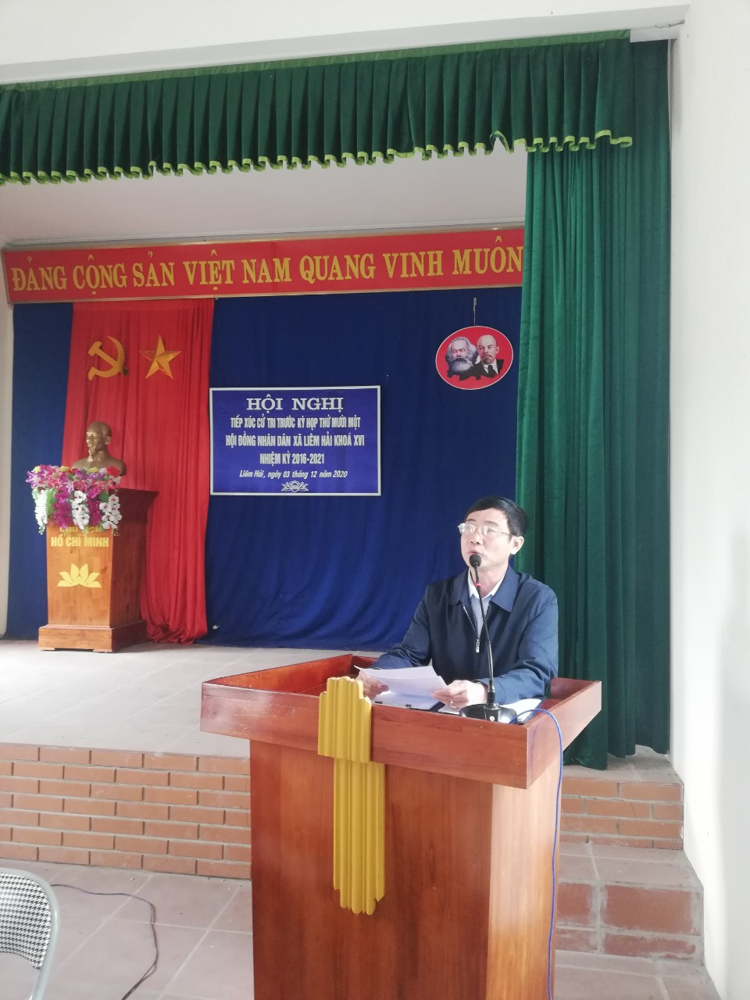 ĐẢNG CỘNG SẢN VIỆT NAM QUANG VINH MUÔN
HỘI NGHỊ
TIẾP XÚC CỬ TRI TRƯỚC KỲ HỌP THỨ MƯỜI MỘT
HỘI ĐỒNG NHÂN DÂN XÃ LIÊM HẢI KHOÁ XVI
NHIỆM KỲ 2016-2021
Liêm Hải, ngày 03 tháng 12 năm 2020
HỒ CHÍ MINH